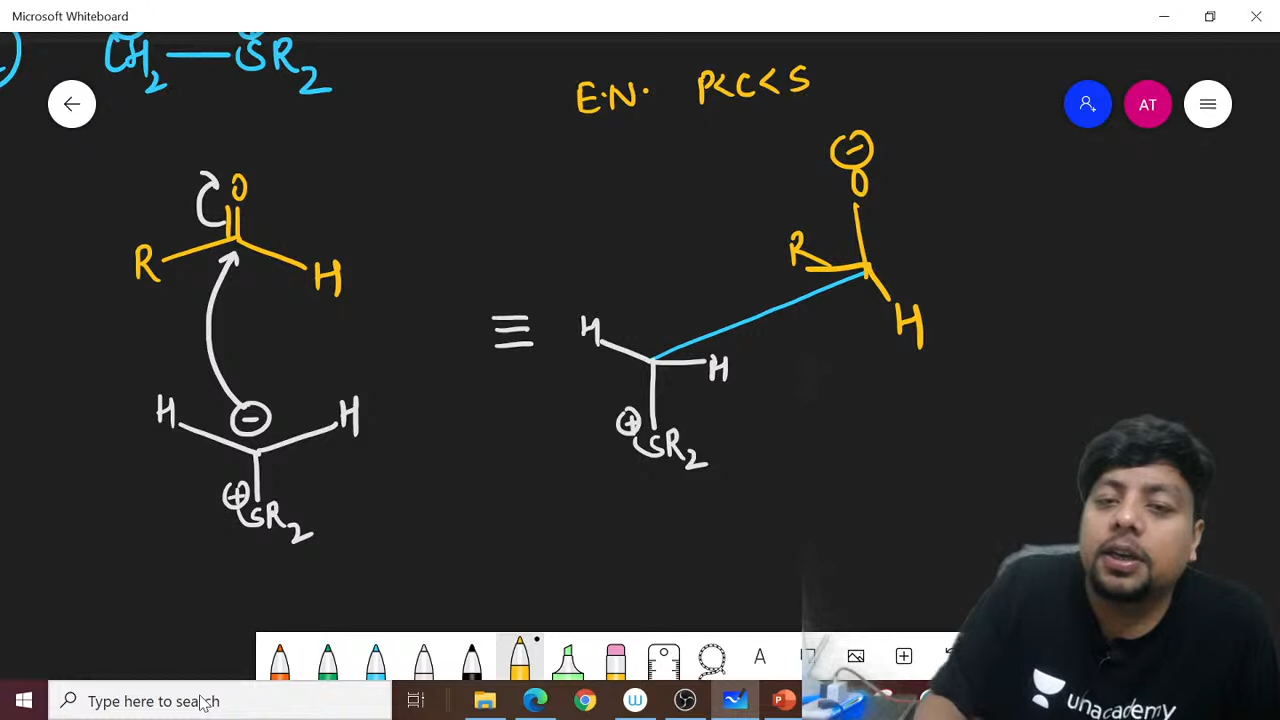 Microsoft Whiteboard
CH2 — SR2
E.N. P<C<S
AT
⊖
O
O
R
R
H
H
H
≡
H
H
⊖
H
⊕
SR2
⊕
SR2
A
Type here to search
unacademy